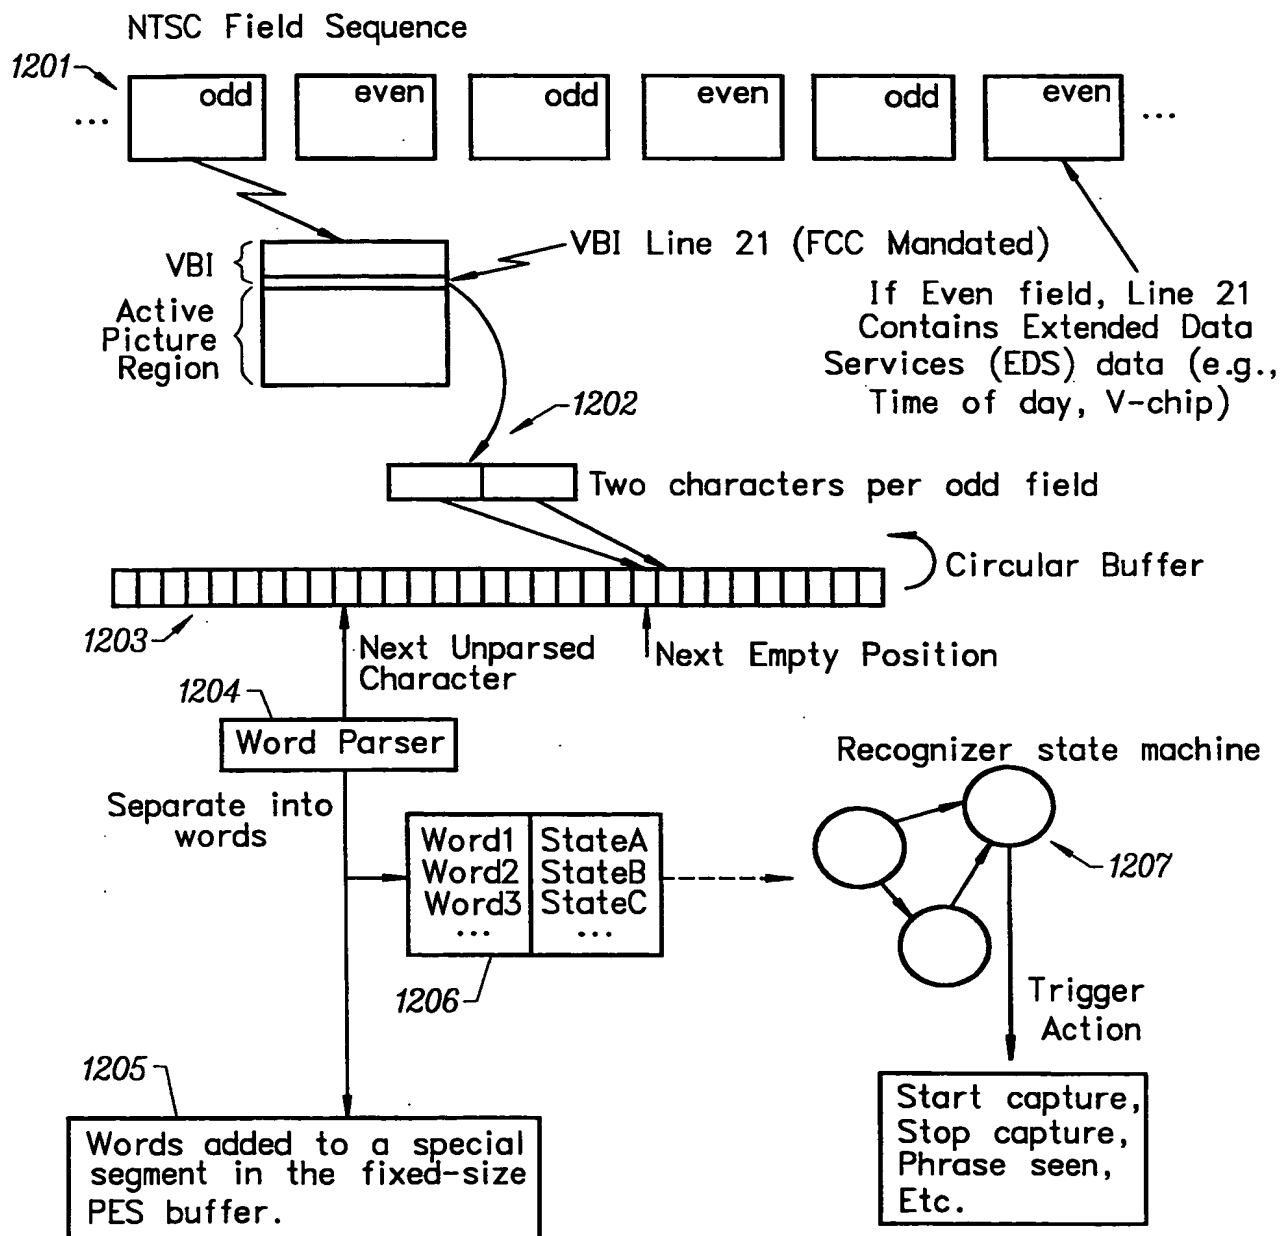 NTSC Field Sequence
1201
odd
even
odd
even
odd
even
...
...
VBI
VBI Line 21 (FCC Mandated)
Active
Picture
Region
If Even field, Line 21
Contains Extended Data
Services (EDS) data (e.g.,
Time of day, V-chip)
1202
Two characters per odd field
Circular Buffer
1203
Next Unparsed
Character
Next Empty Position
1204
Word Parser
Separate into
words
Word1 StateA
Word2 StateB
Word3 StateC
... ...
1206
Recognizer state machine
1207
Trigger
Action
1205
Words added to a special
segment in the fixed-size
PES buffer.
Start capture,
Stop capture,
Phrase seen,
Etc.